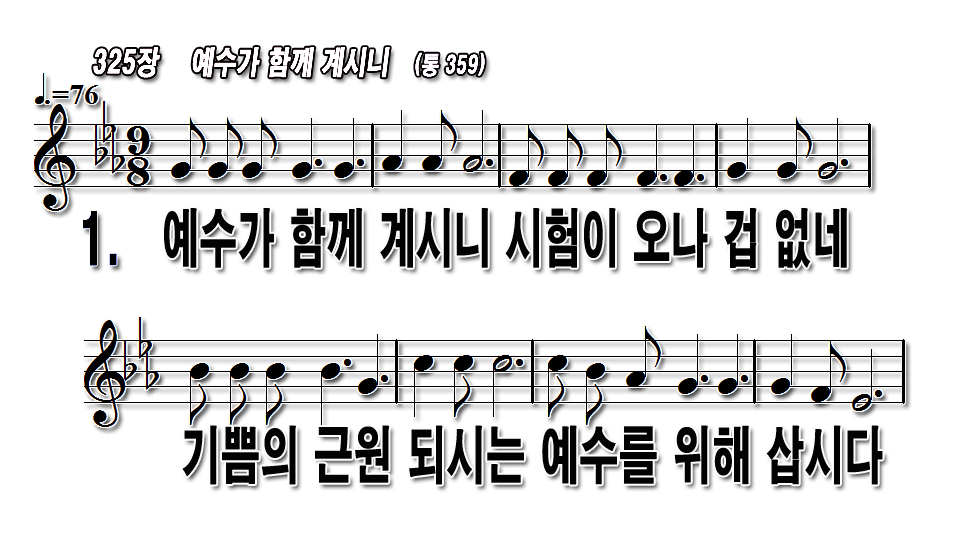 325장 예수가 함께 계시니 (통 359)
♩.=76
9
8
1. 예수가 함께 계시니 시험이 오나 겁 없네
기쁨의 근원 되시는 예수를 위해 삽시다